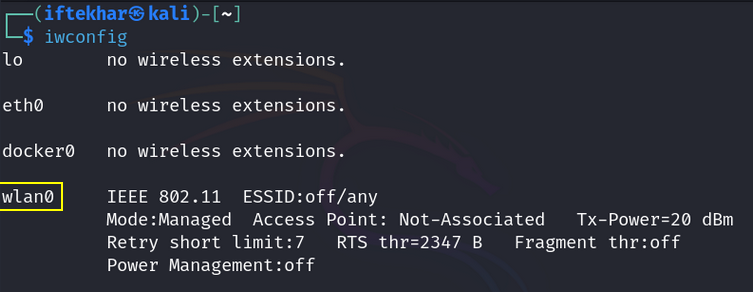 (iftekhar㉿kali)-[~]
$ iwconfig
lo        no wireless extensions.
eth0      no wireless extensions.
docker0   no wireless extensions.
wlan0     IEEE 802.11  ESSID:off/any
          Mode:Managed  Access Point: Not-Associated   Tx-Power=20 dBm
          Retry short limit:7   RTS thr=2347 B   Fragment thr:off
          Power Management:off